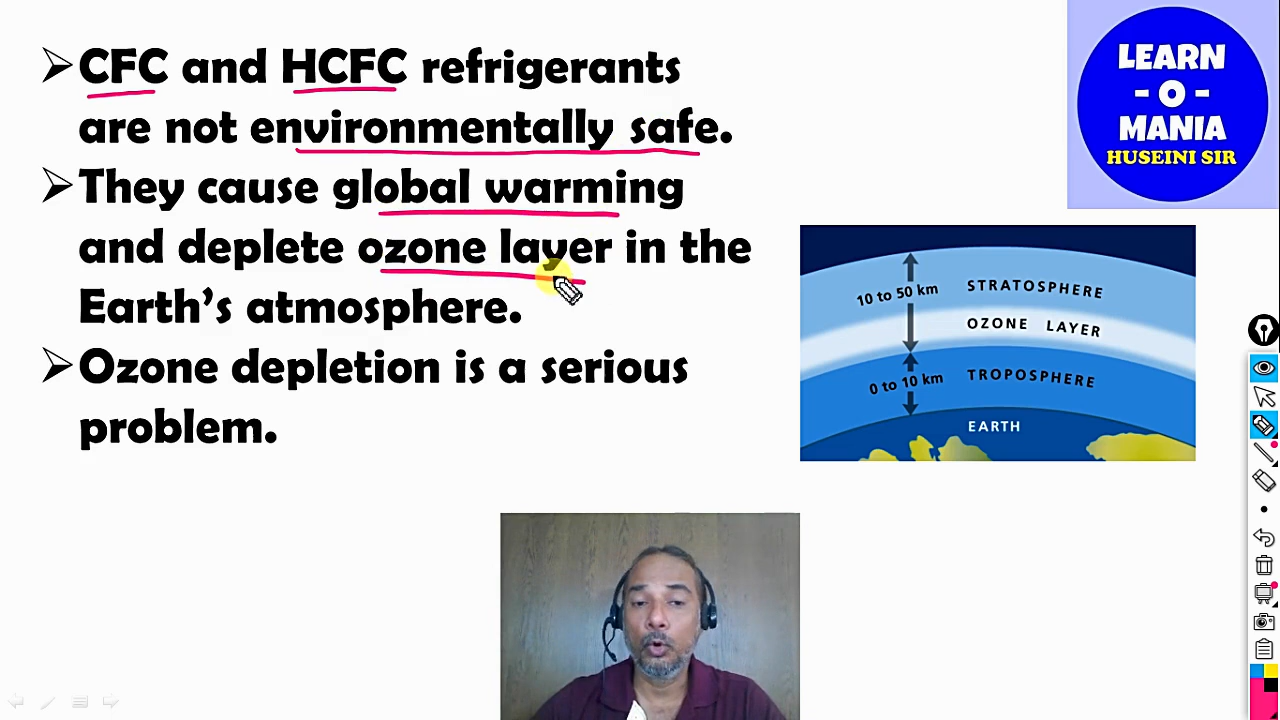 CFC and HCFC refrigerants
are not environmentally safe.
They cause global warming
and deplete ozone layer in the
Earth's atmosphere.
Ozone depletion is a serious
problem.
LEARN
- O -
MANIA
HUSEINI SIR
10 to 50 km
STRATOSPHERE
OZONE LAYER
0 to 10 km
TROPOSPHERE
EARTH